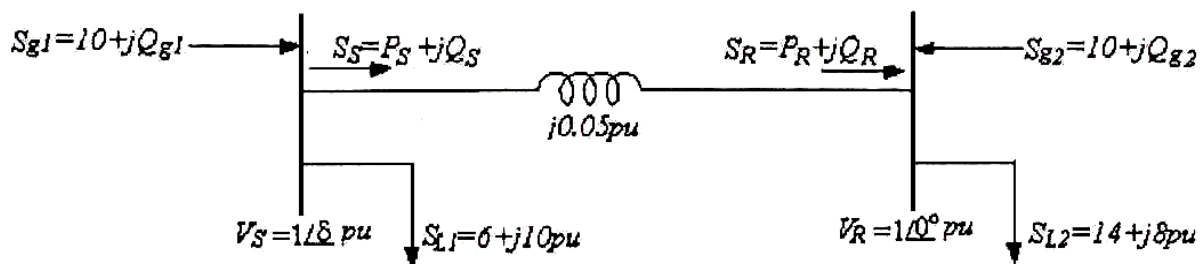 Sg1=10+jQg1
SS=PS+jQS
SR=PR+jQR
Sg2=10+jQg2
j0.05pu
VS=1/δ pu
SL1=6+j10pu
VR=1/0° pu
SL2=14+j8pu